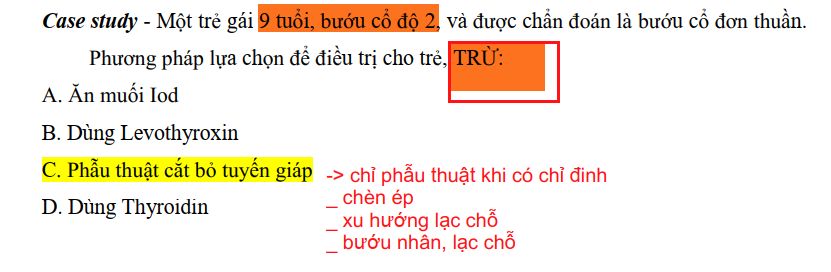 Case study - Một trẻ gái 9 tuổi, bướu cổ độ 2, và được chẩn đoán là bướu cổ đơn thuần.
Phương pháp lựa chọn để điều trị cho trẻ, TRỪ:
A. Ăn muối Iod
B. Dùng Levothyroxin
C. Phẫu thuật cắt bỏ tuyến giáp -> chỉ phẫu thuật khi có chỉ đinh
_ chèn ép
_ xu hướng lạc chỗ
D. Dùng Thyroidin
_ bướu nhân, lạc chỗ